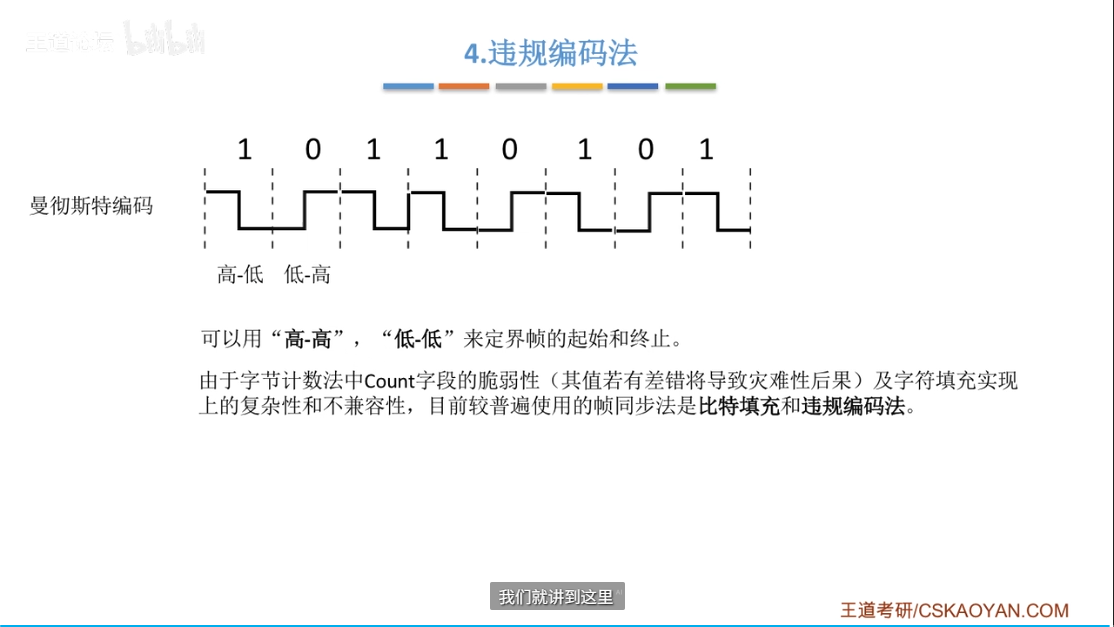 王道论坛 bilibili
4.违规编码法
1 0 1 1 0 1 0 1
曼彻斯特编码
高-低 低-高
可以用“高-高”，“低-低”来定界帧的起始和终止。
由于字节计数法中Count字段的脆弱性（其值若有差错将导致灾难性后果）及字符填充实现
上的复杂性和不兼容性，目前较普遍使用的帧同步法是比特填充和违规编码法。
我们就讲到这里
王道考研/CSKAOYAN.COM